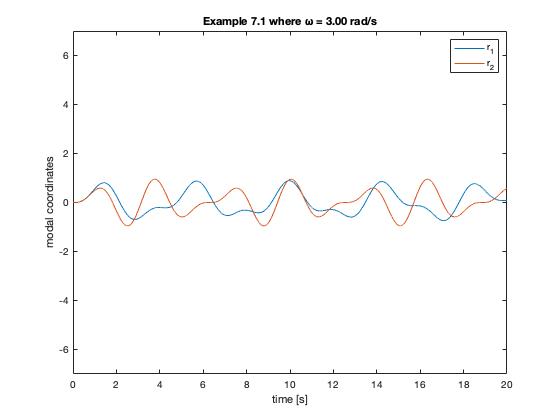 Example 7.1 where ω = 3.00 rad/s
r1
r2
6
4
2
0
-2
-4
-6
modal coordinates
0 2 4 6 8 10 12 14 16 18 20
time [s]